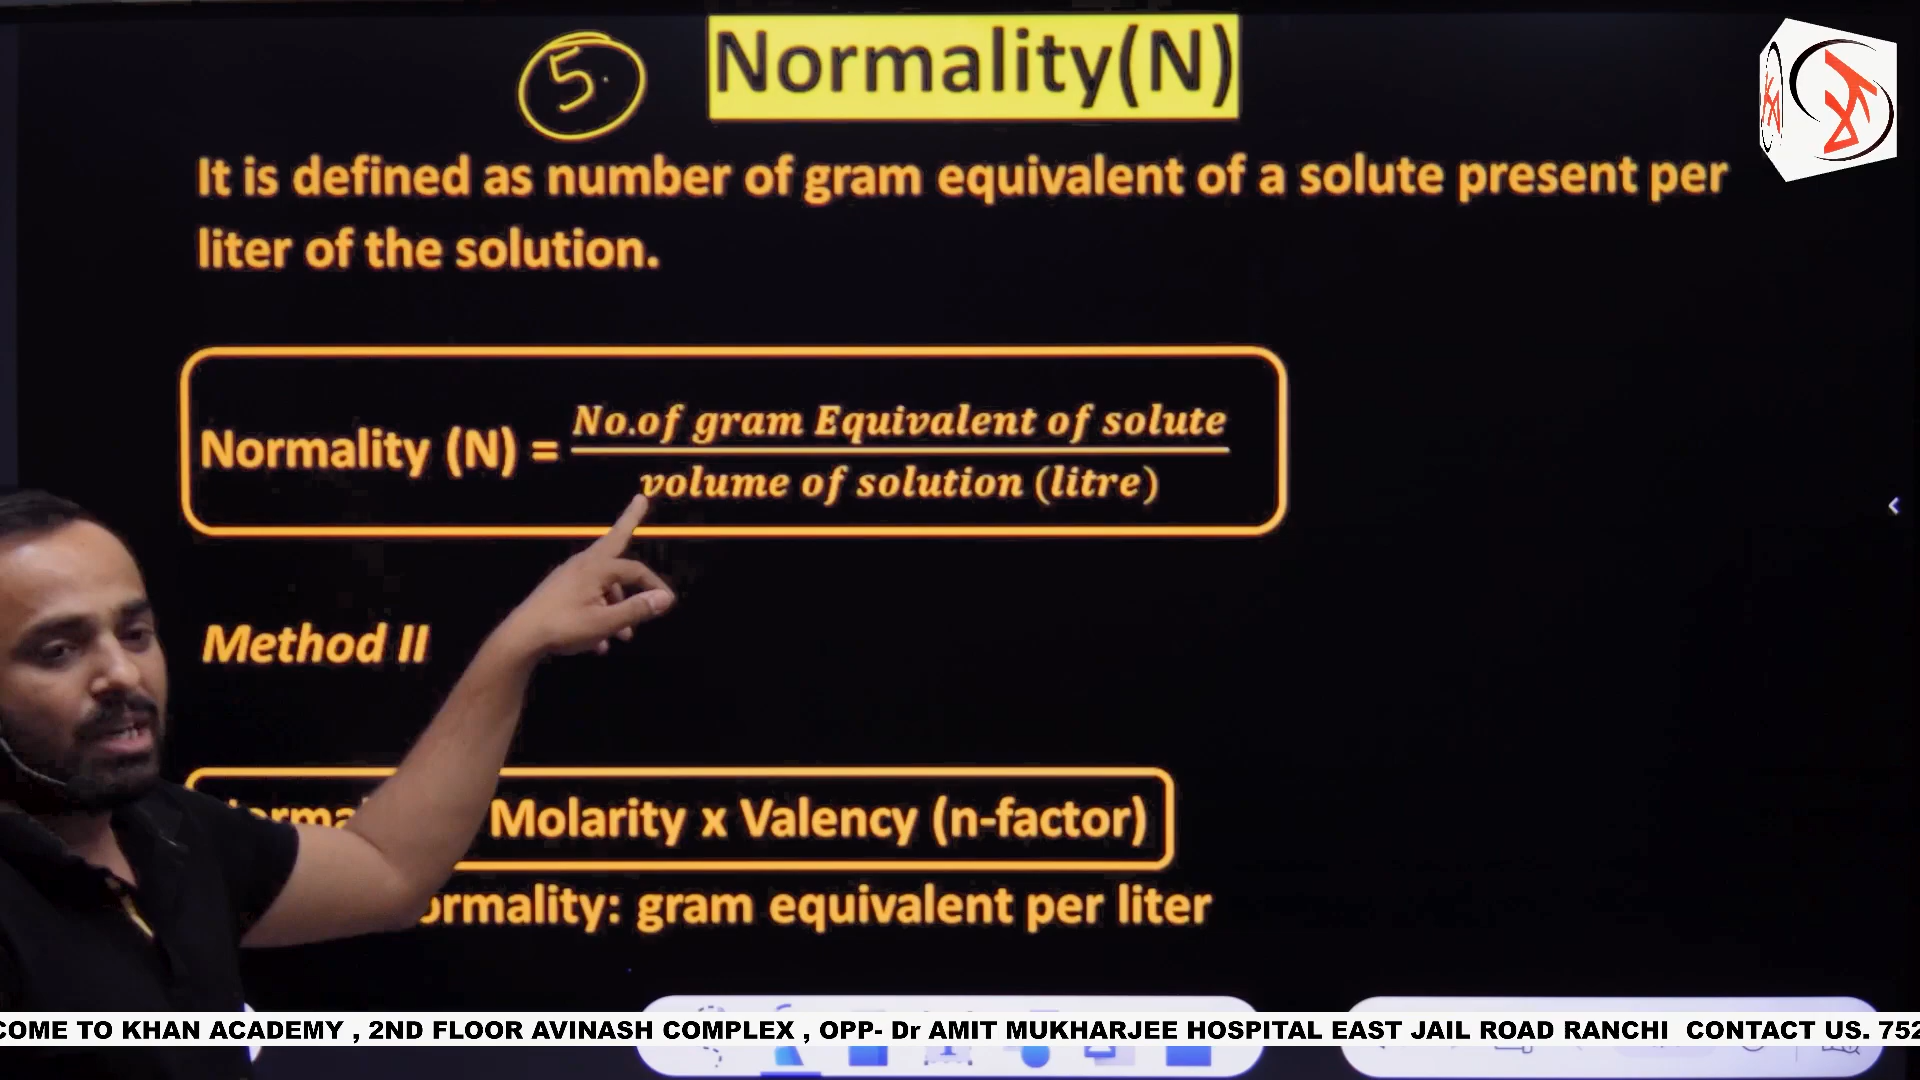 5.
Normality(N)
It is defined as number of gram equivalent of a solute present per
liter of the solution.
Normality (N) = No.of gram Equivalent of solute
volume of solution (litre)
Method II
Molarity x Valency (n-factor)
ormality: gram equivalent per liter
COME TO KHAN ACADEMY , 2ND FLOOR AVINASH COMPLEX , OPP- Dr AMIT MUKHARJEE HOSPITAL EAST JAIL ROAD RANCHI CONTACT US. 752